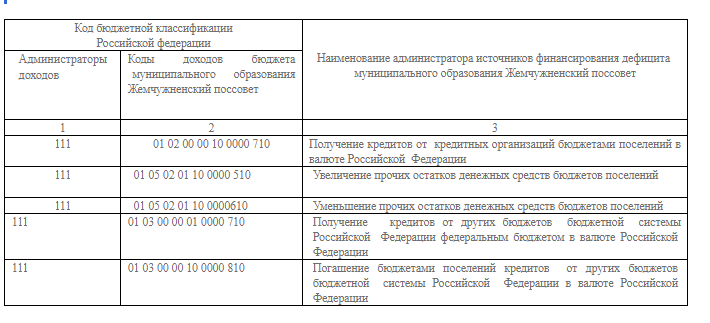 Код бюджетной классификации
Российской федерации
Наименование администратора источников финансирования дефицита
муниципального образования Жемчужненский поссовет
Администраторы
доходов
Коды доходов бюджета
муниципального образования
Жемчужненский поссовет
1
2
3
111
01 02 00 00 10 0000 710
Получение кредитов от кредитных организаций бюджетами поселений в
валюте Российской Федерации
111
01 05 02 01 10 0000 510
Увеличение прочих остатков денежных средств бюджетов поселений
111
01 05 02 01 10 0000610
Уменьшение прочих остатков денежных средств бюджетов поселений
111
01 03 00 00 01 0000 710
Получение кредитов от других бюджетов бюджетной системы
Российской Федерации федеральным бюджетом в валюте Российской
Федерации
111
01 03 00 00 10 0000 810
Погашение бюджетами поселений кредитов от других бюджетов
бюджетной системы Российской Федерации в валюте Российской
Федерации